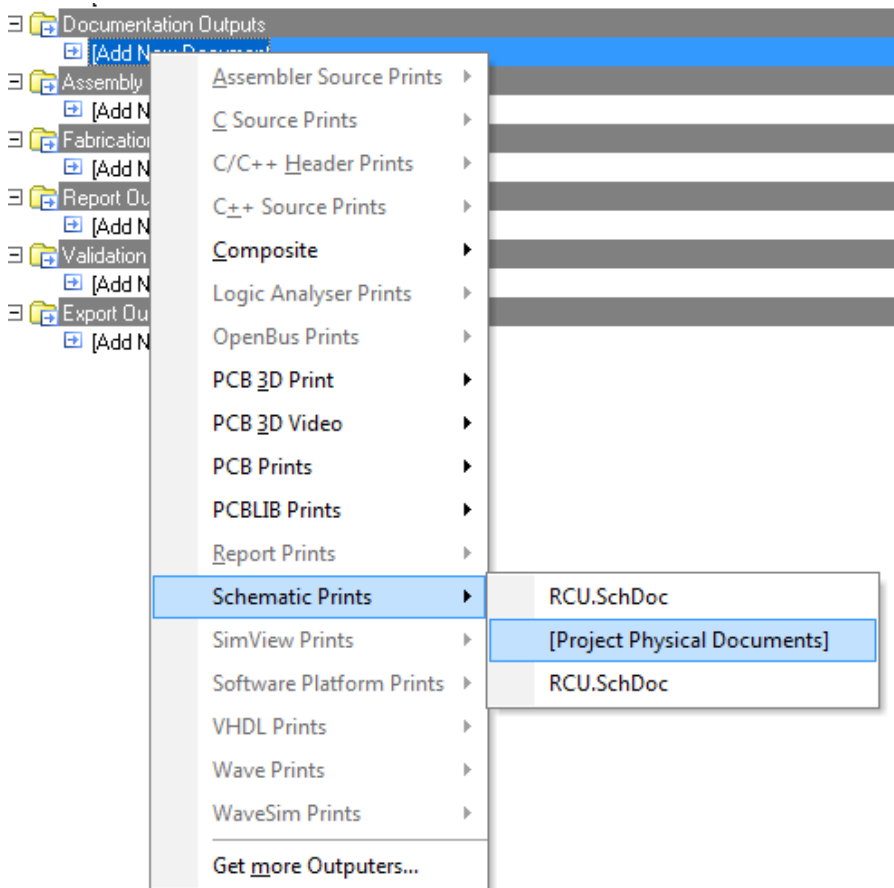 Documentation Outputs
[Add New Document]
Assembly
[Add N
Fabrication
[Add N
Report Ou
[Add N
Validation
[Add N
Export Ou
[Add N
Assembler Source Prints
C Source Prints
C/C++ Header Prints
C++ Source Prints
Composite
Logic Analyser Prints
OpenBus Prints
PCB 3D Print
PCB 3D Video
PCB Prints
PCBLIB Prints
Report Prints
Schematic Prints
SimView Prints
Software Platform Prints
VHDL Prints
Wave Prints
WaveSim Prints
Get more Outputers...
RCU.SchDoc
[Project Physical Documents]
RCU.SchDoc